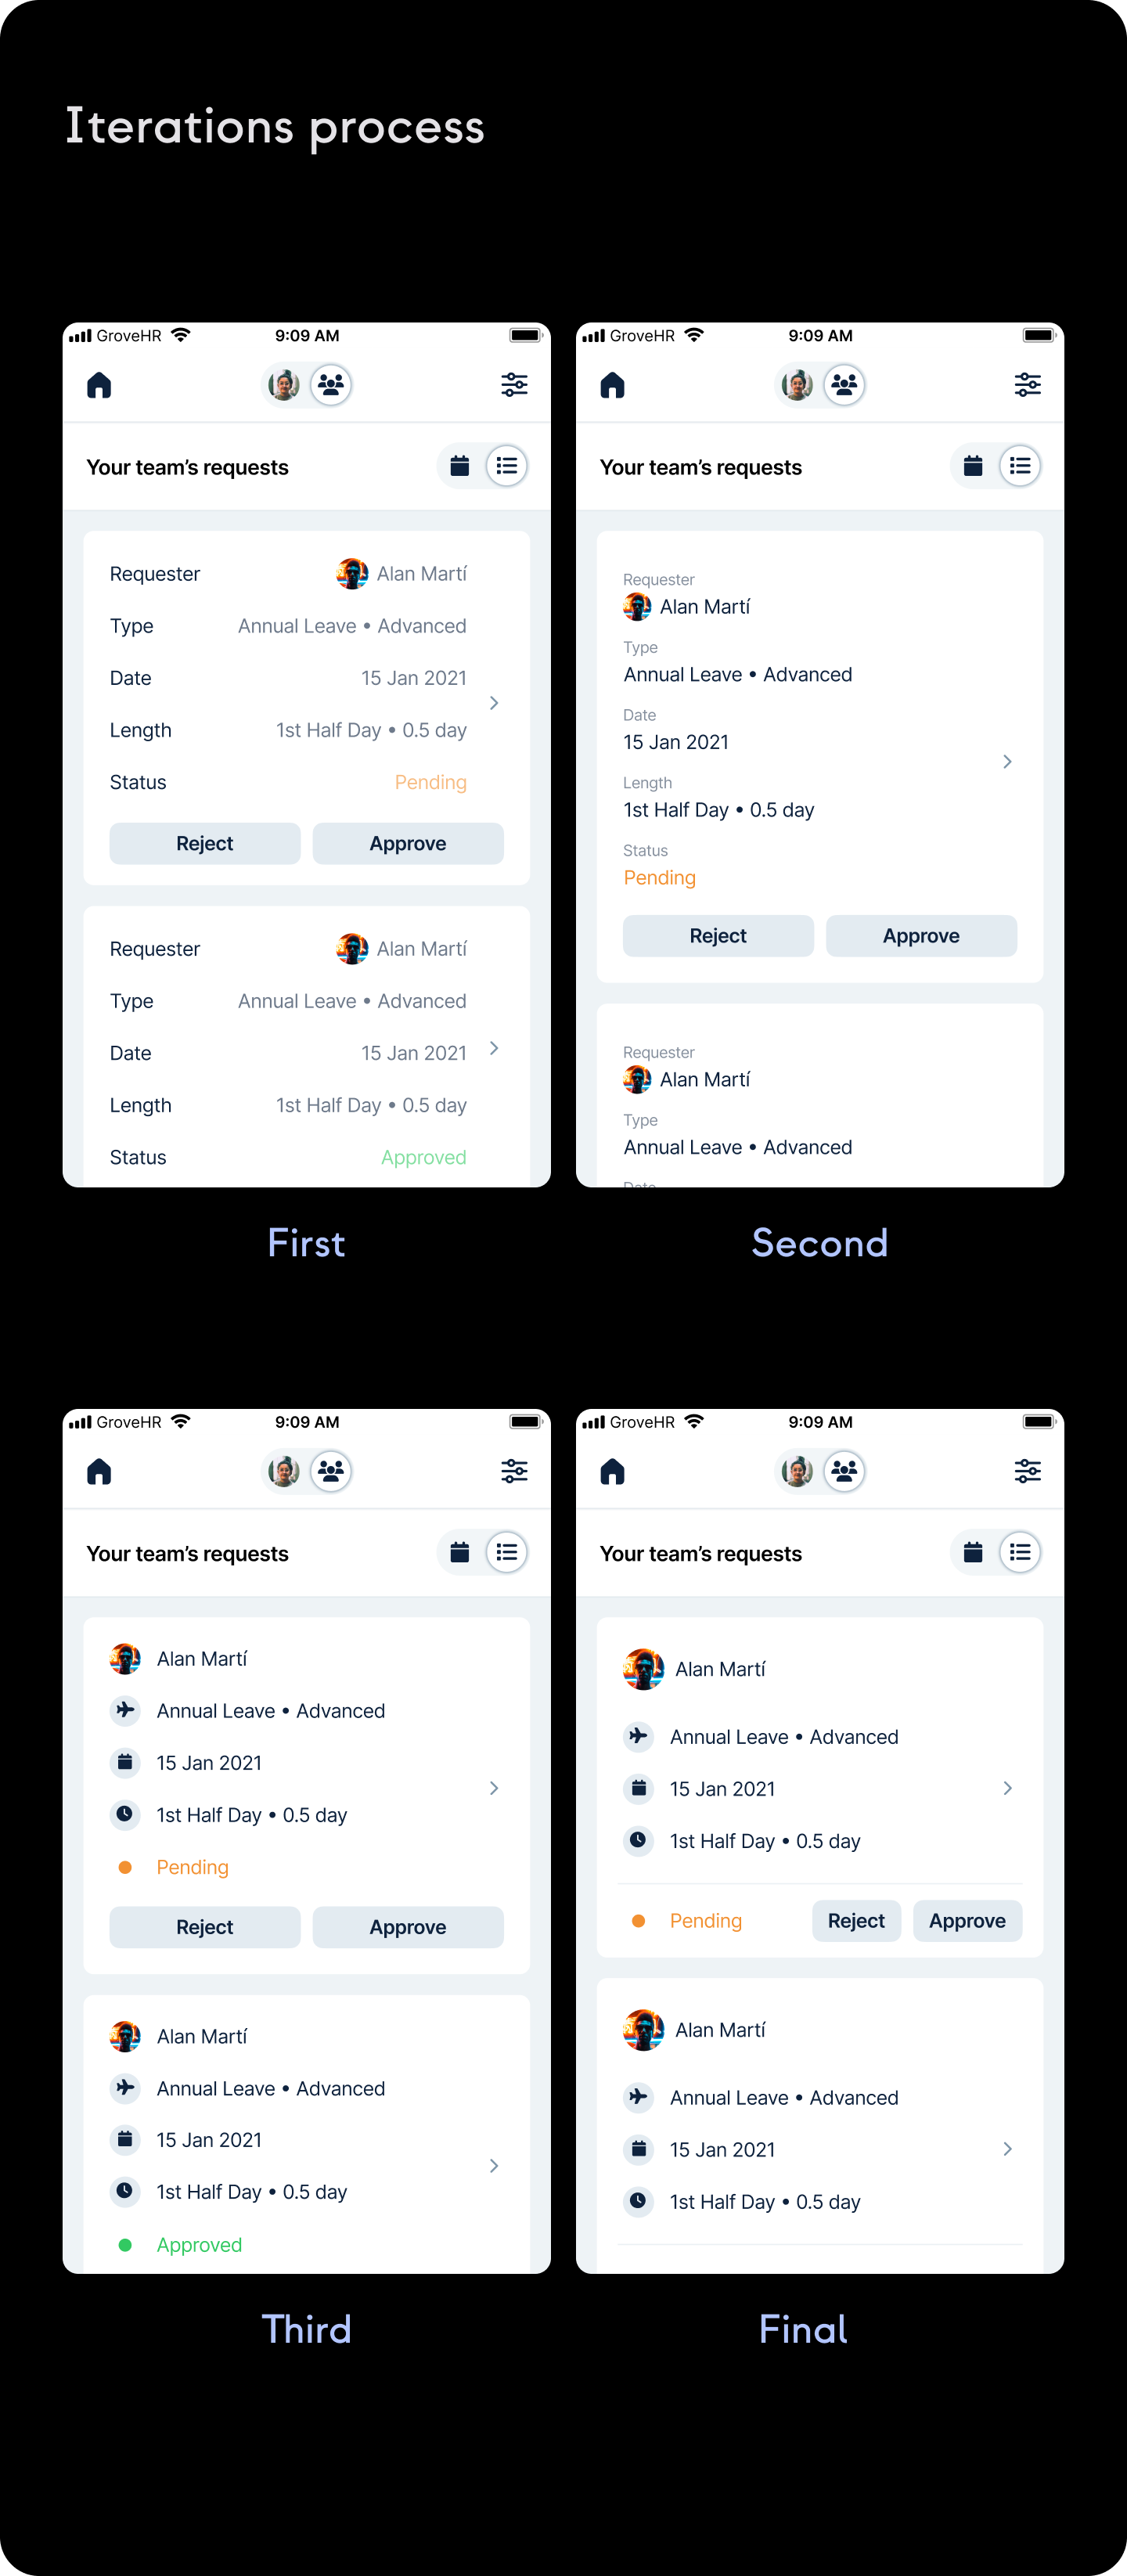 Iterations process
GroveHR 9:09 AM
Your team's requests
Requester Alan Martí
Type Annual Leave • Advanced
Date 15 Jan 2021
Length 1st Half Day • 0.5 day
Status Pending
Reject Approve
Requester Alan Martí
Type Annual Leave • Advanced
Date 15 Jan 2021
Length 1st Half Day • 0.5 day
Status Approved
First
GroveHR 9:09 AM
Your team's requests
Requester
Alan Martí
Type
Annual Leave • Advanced
Date
15 Jan 2021
Length
1st Half Day • 0.5 day
Status
Pending
Reject Approve
Requester
Alan Martí
Type
Annual Leave • Advanced
Date
Second
GroveHR 9:09 AM
Your team's requests
Alan Martí
Annual Leave • Advanced
15 Jan 2021
1st Half Day • 0.5 day
Pending
Reject Approve
Alan Martí
Annual Leave • Advanced
15 Jan 2021
1st Half Day • 0.5 day
Approved
Third
GroveHR 9:09 AM
Your team's requests
Alan Martí
Annual Leave • Advanced
15 Jan 2021
1st Half Day • 0.5 day
Pending Reject Approve
Alan Martí
Annual Leave • Advanced
15 Jan 2021
1st Half Day • 0.5 day
Final